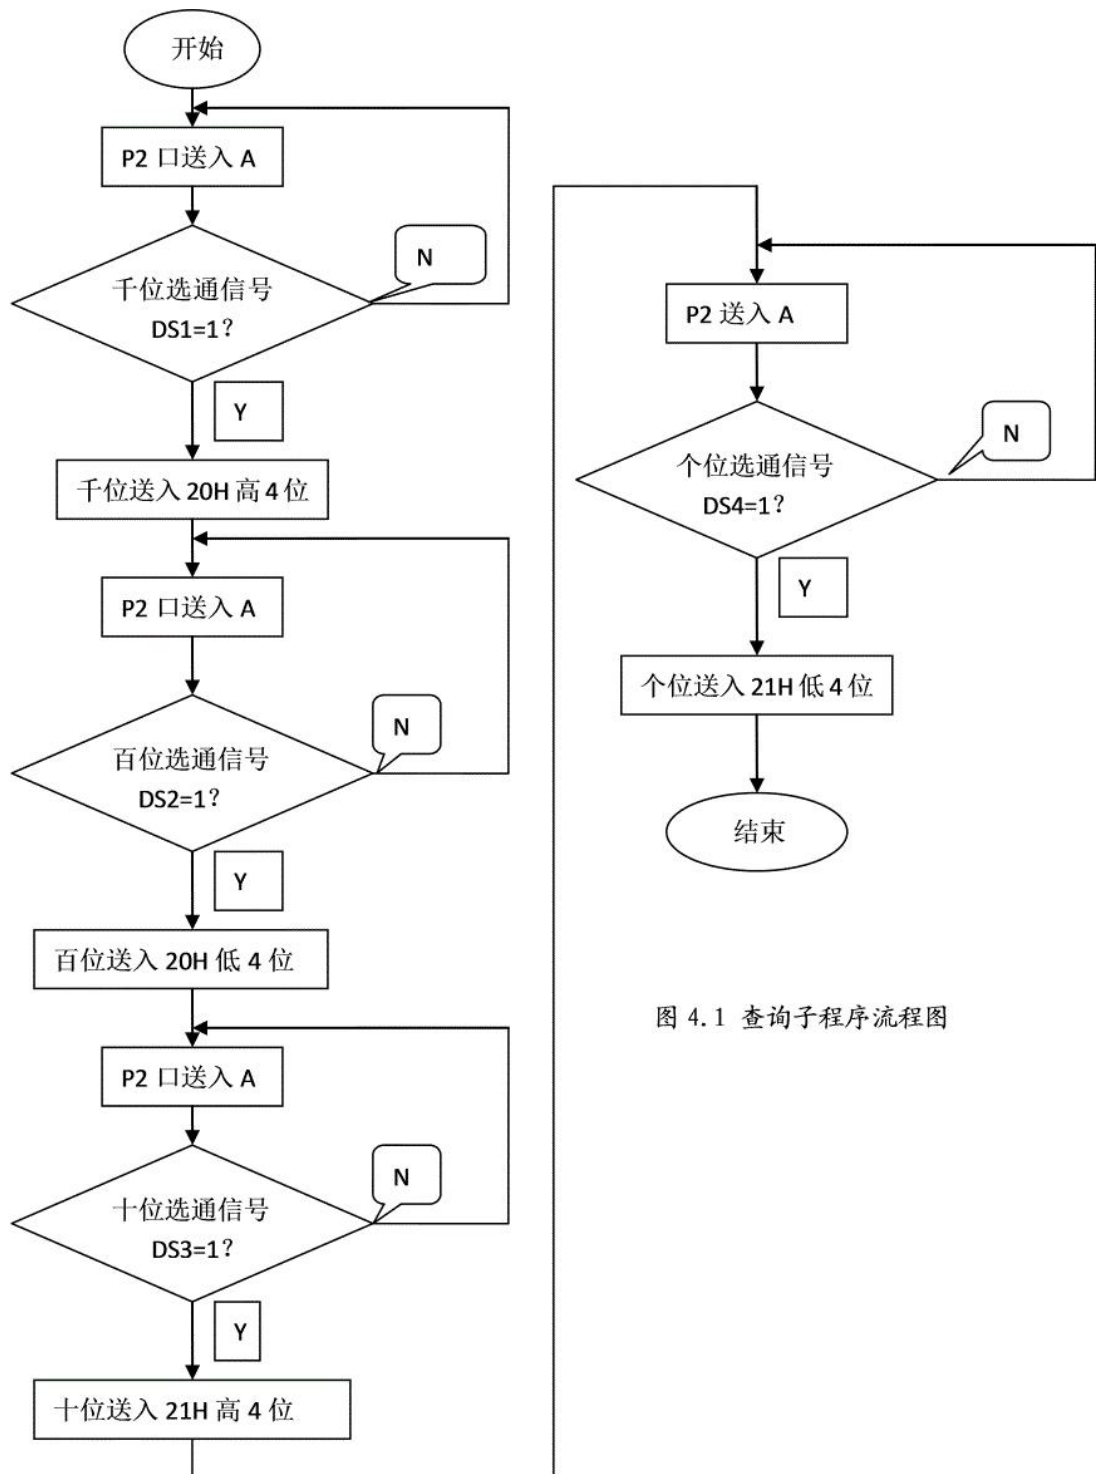 开始
P2 口送入 A
千位选通信号
DS1=1？
N
Y
千位送入 20H 高 4 位
P2 口送入 A
百位选通信号
DS2=1？
N
Y
百位送入 20H 低 4 位
P2 口送入 A
十位选通信号
DS3=1？
N
Y
十位送入 21H 高 4 位
P2 送入 A
个位选通信号
DS4=1？
N
Y
个位送入 21H 低 4 位
结束
图 4.1 查询子程序流程图